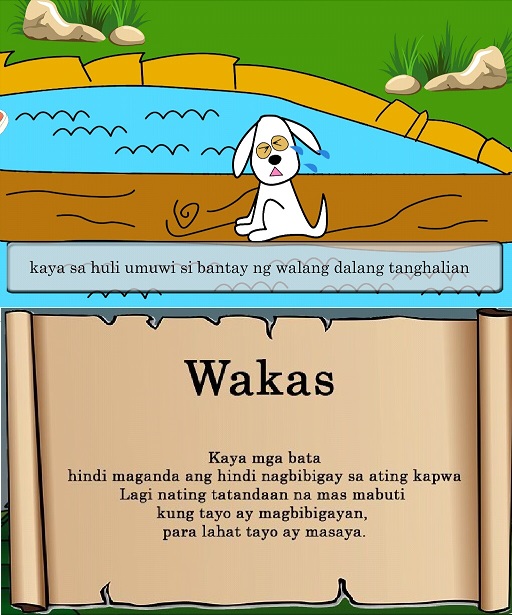 kaya sa huli umuwi si bantay ng walang dalang tanghalian
Wakas
Kaya mga bata
hindi maganda ang hindi nagbibigay sa ating kapwa
Lagi nating tatandaan na mas mabuti
kung tayo ay magbibigayan,
para lahat tayo ay masaya.